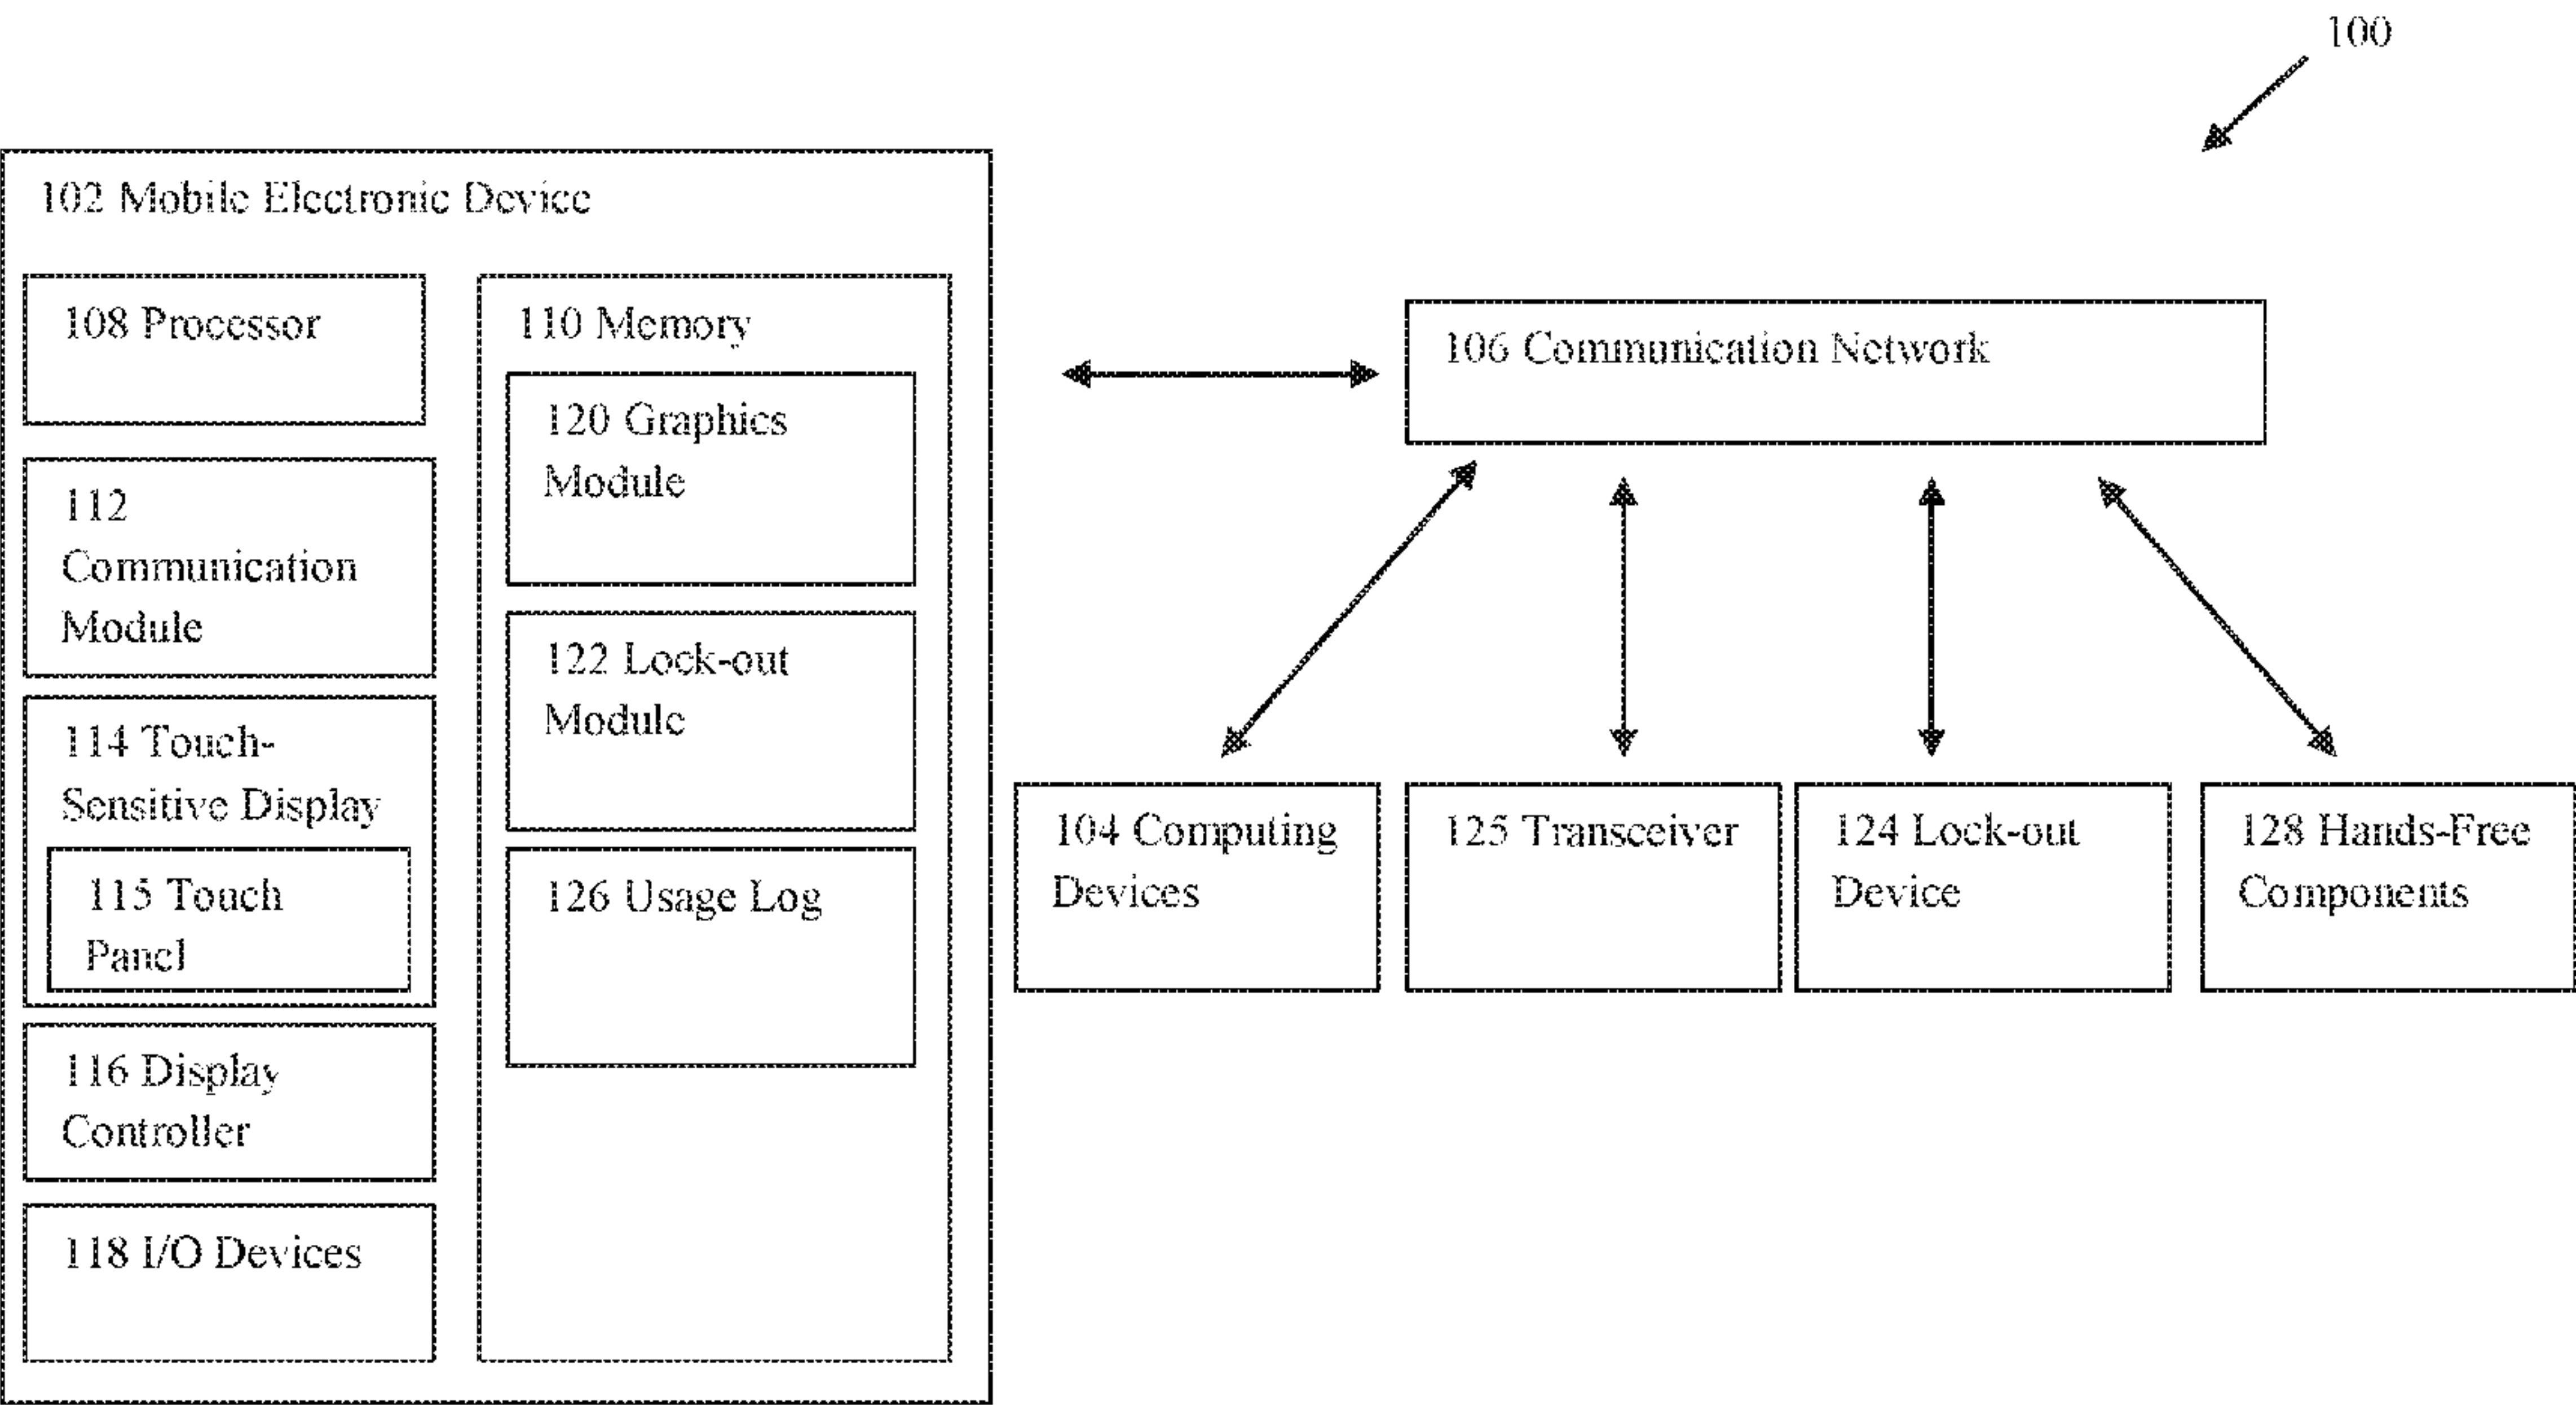 100
102 Mobile Electronic Device
108 Processor
112
Communication
Module
114 Touch-
Sensitive Display
115 Touch
Panel
116 Display
Controller
118 I/O Devices
110 Memory
120 Graphics
Module
122 Lock-out
Module
126 Usage Log
106 Communication Network
104 Computing
Devices
125 Transceiver
124 Lock-out
Device
128 Hands-Free
Components